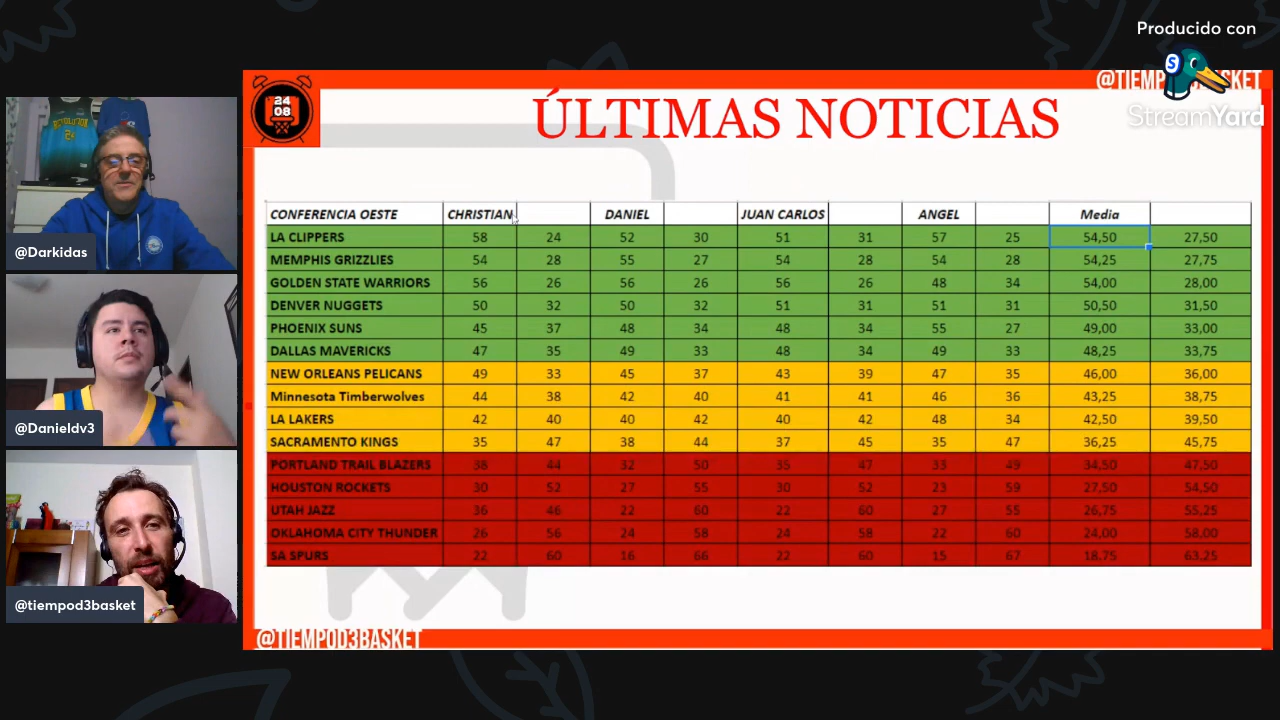 Producido con
StreamYard
@TIEMPOD3BASKET
24
08
ÚLTIMAS NOTICIAS
CONFERENCIA OESTE CHRISTIAN DANIEL JUAN CARLOS ANGEL Media
LA CLIPPERS 58 24 52 30 51 31 57 25 54,50 27,50
MEMPHIS GRIZZLIES 54 28 55 27 54 28 54 28 54,25 27,75
GOLDEN STATE WARRIORS 56 26 56 26 56 26 48 34 54,00 28,00
DENVER NUGGETS 50 32 50 32 51 31 51 31 50,50 31,50
PHOENIX SUNS 45 37 48 34 48 34 55 27 49,00 33,00
DALLAS MAVERICKS 47 35 49 33 48 34 49 33 48,25 33,75
NEW ORLEANS PELICANS 49 33 45 37 43 39 47 35 46,00 36,00
Minnesota Timberwolves 44 38 42 40 41 41 46 36 43,25 38,75
LA LAKERS 42 40 40 42 40 42 48 34 42,50 39,50
SACRAMENTO KINGS 35 47 38 44 37 45 35 47 36,25 45,75
PORTLAND TRAIL BLAZERS 38 44 32 50 35 47 33 49 34,50 47,50
HOUSTON ROCKETS 30 52 27 55 30 52 23 59 27,50 54,50
UTAH JAZZ 36 46 22 60 22 60 27 55 26,75 55,25
OKLAHOMA CITY THUNDER 26 56 24 58 24 58 22 60 24,00 58,00
SA SPURS 22 60 16 66 22 60 15 67 18,75 63,25
@TIEMPOD3BASKET
@Darkidas
@Danieldv3
@tiempod3basket